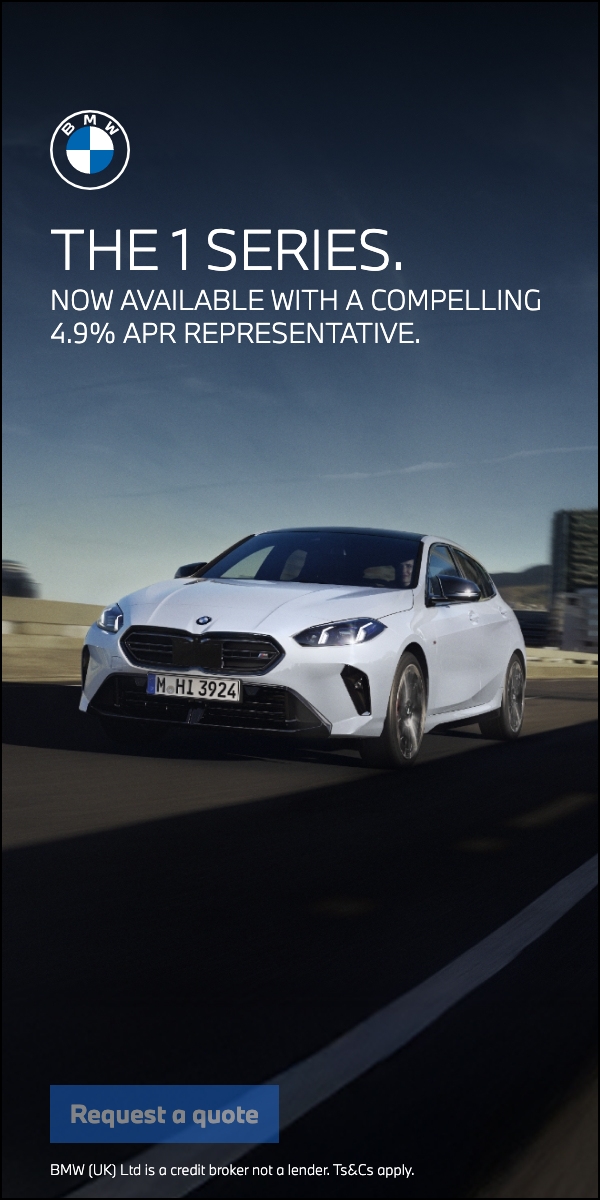 BMW
THE 1 SERIES.
NOW AVAILABLE WITH A COMPELLING
4.9% APR REPRESENTATIVE.
M HI 3924
Request a quote
BMW (UK) Ltd is a credit broker not a lender. Ts&Cs apply.